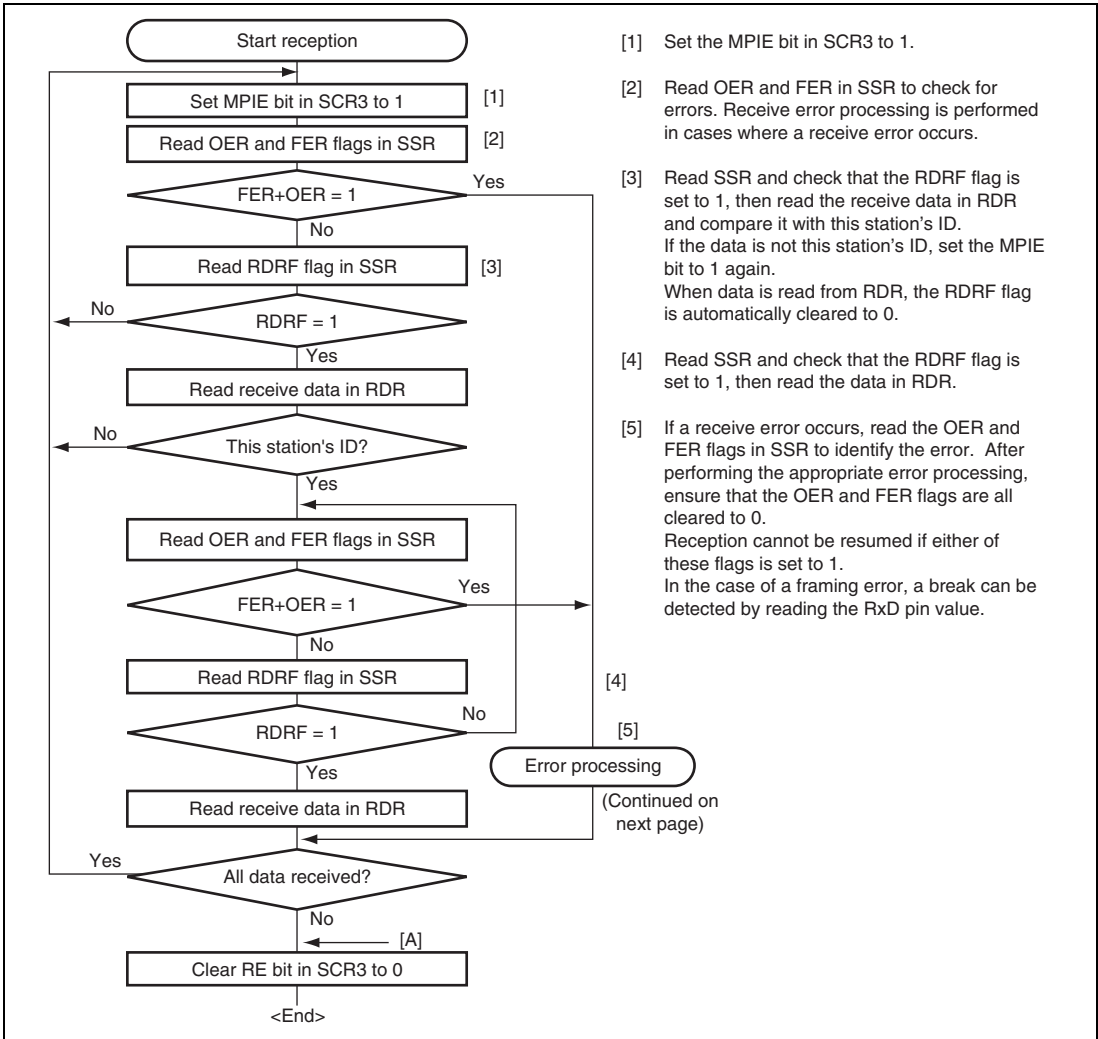 Start reception
Set MPIE bit in SCR3 to 1
[1]
Read OER and FER flags in SSR
[2]
FER+OER = 1
Yes
No
Read RDRF flag in SSR
[3]
No
RDRF = 1
Yes
Read receive data in RDR
No
This station's ID?
Yes
Read OER and FER flags in SSR
FER+OER = 1
Yes
No
Read RDRF flag in SSR
[4]
RDRF = 1
No
[5]
Yes
Error processing
Read receive data in RDR
(Continued on
next page)
Yes
All data received?
No
[A]
Clear RE bit in SCR3 to 0
<End>
[1] Set the MPIE bit in SCR3 to 1.
[2] Read OER and FER in SSR to check for
errors. Receive error processing is performed
in cases where a receive error occurs.
[3] Read SSR and check that the RDRF flag is
set to 1, then read the receive data in RDR
and compare it with this station's ID.
If the data is not this station's ID, set the MPIE
bit to 1 again.
When data is read from RDR, the RDRF flag
is automatically cleared to 0.
[4] Read SSR and check that the RDRF flag is
set to 1, then read the data in RDR.
[5] If a receive error occurs, read the OER and
FER flags in SSR to identify the error. After
performing the appropriate error processing,
ensure that the OER and FER flags are all
cleared to 0.
Reception cannot be resumed if either of
these flags is set to 1.
In the case of a framing error, a break can be
detected by reading the RxD pin value.